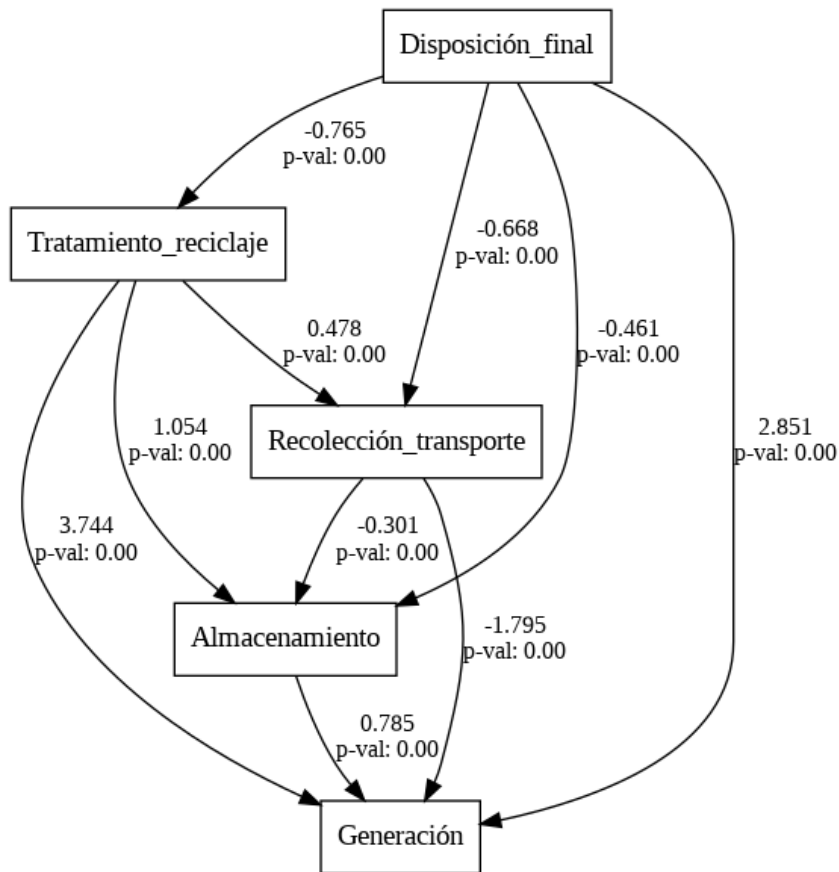 Disposición_final
-0.765
p-val: 0.00
Tratamiento_reciclaje
-0.668
p-val: 0.00
0.478
p-val: 0.00
-0.461
p-val: 0.00
Recolección_transporte
1.054
p-val: 0.00
2.851
p-val: 0.00
3.744
p-val: 0.00
-0.301
p-val: 0.00
Almacenamiento
-1.795
p-val: 0.00
0.785
p-val: 0.00
Generación